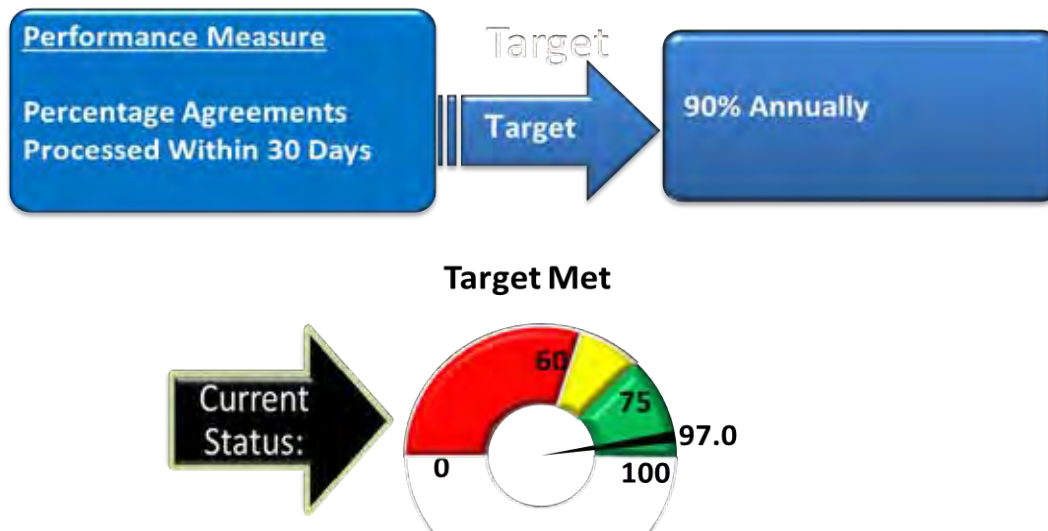 Performance Measure
Percentage Agreements
Processed Within 30 Days
Target
Target
90% Annually
Target Met
Current
Status:
60
75
97.0
0
100